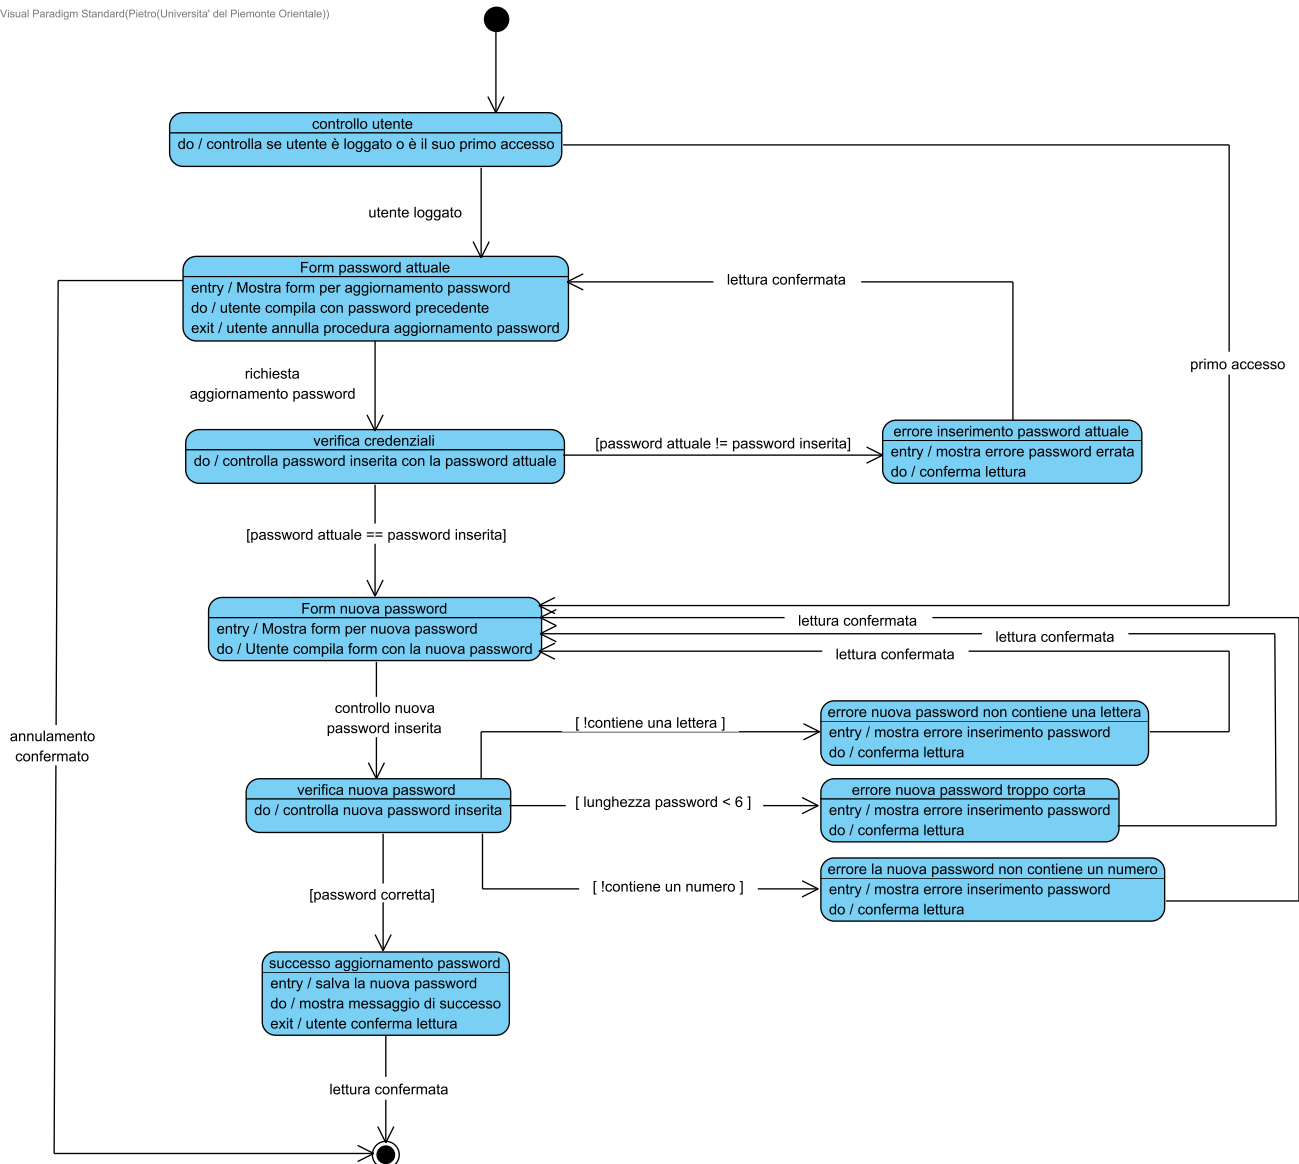 Visual Paradigm Standard(Pietro(Universita' del Piemonte Orientale))
controllo utente
do / controlla se utente è loggato o è il suo primo accesso
utente loggato
Form password attuale
entry / Mostra form per aggiornamento password
do / utente compila con password precedente
exit / utente annulla procedura aggiornamento password
lettura confermata
primo accesso
richiesta
aggiornamento password
verifica credenziali
do / controlla password inserita con la password attuale
[password attuale != password inserita]
errore inserimento password attuale
entry / mostra errore password errata
do / conferma lettura
[password attuale == password inserita]
Form nuova password
entry / Mostra form per nuova password
do / Utente compila form con la nuova password
lettura confermata
lettura confermata
lettura confermata
controllo nuova
password inserita
annulamento
confermato
[ !contiene una lettera ]
errore nuova password non contiene una lettera
entry / mostra errore inserimento password
do / conferma lettura
verifica nuova password
do / controlla nuova password inserita
[ lunghezza password < 6 ]
errore nuova password troppo corta
entry / mostra errore inserimento password
do / conferma lettura
[ !contiene un numero ]
errore la nuova password non contiene un numero
entry / mostra errore inserimento password
do / conferma lettura
[password corretta]
successo aggiornamento password
entry / salva la nuova password
do / mostra messaggio di successo
exit / utente conferma lettura
lettura confermata